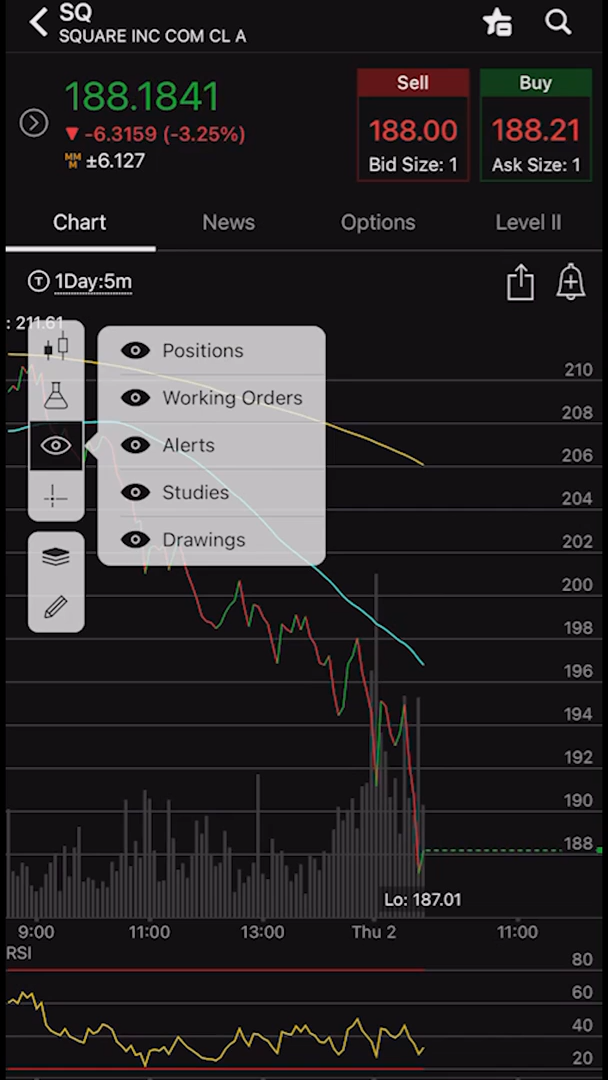 SQ
SQUARE INC COM CL A
188.1841
-6.3159 (-3.25%)
MM
M
±6.127
Sell
188.00
Bid Size: 1
Buy
188.21
Ask Size: 1
Chart
News
Options
Level II
T
1Day:5m
: 211.61
Positions
Working Orders
Alerts
Studies
Drawings
210
208
206
204
202
200
198
196
194
192
190
188
Lo: 187.01
9:00
11:00
13:00
Thu 2
11:00
RSI
80
60
40
20